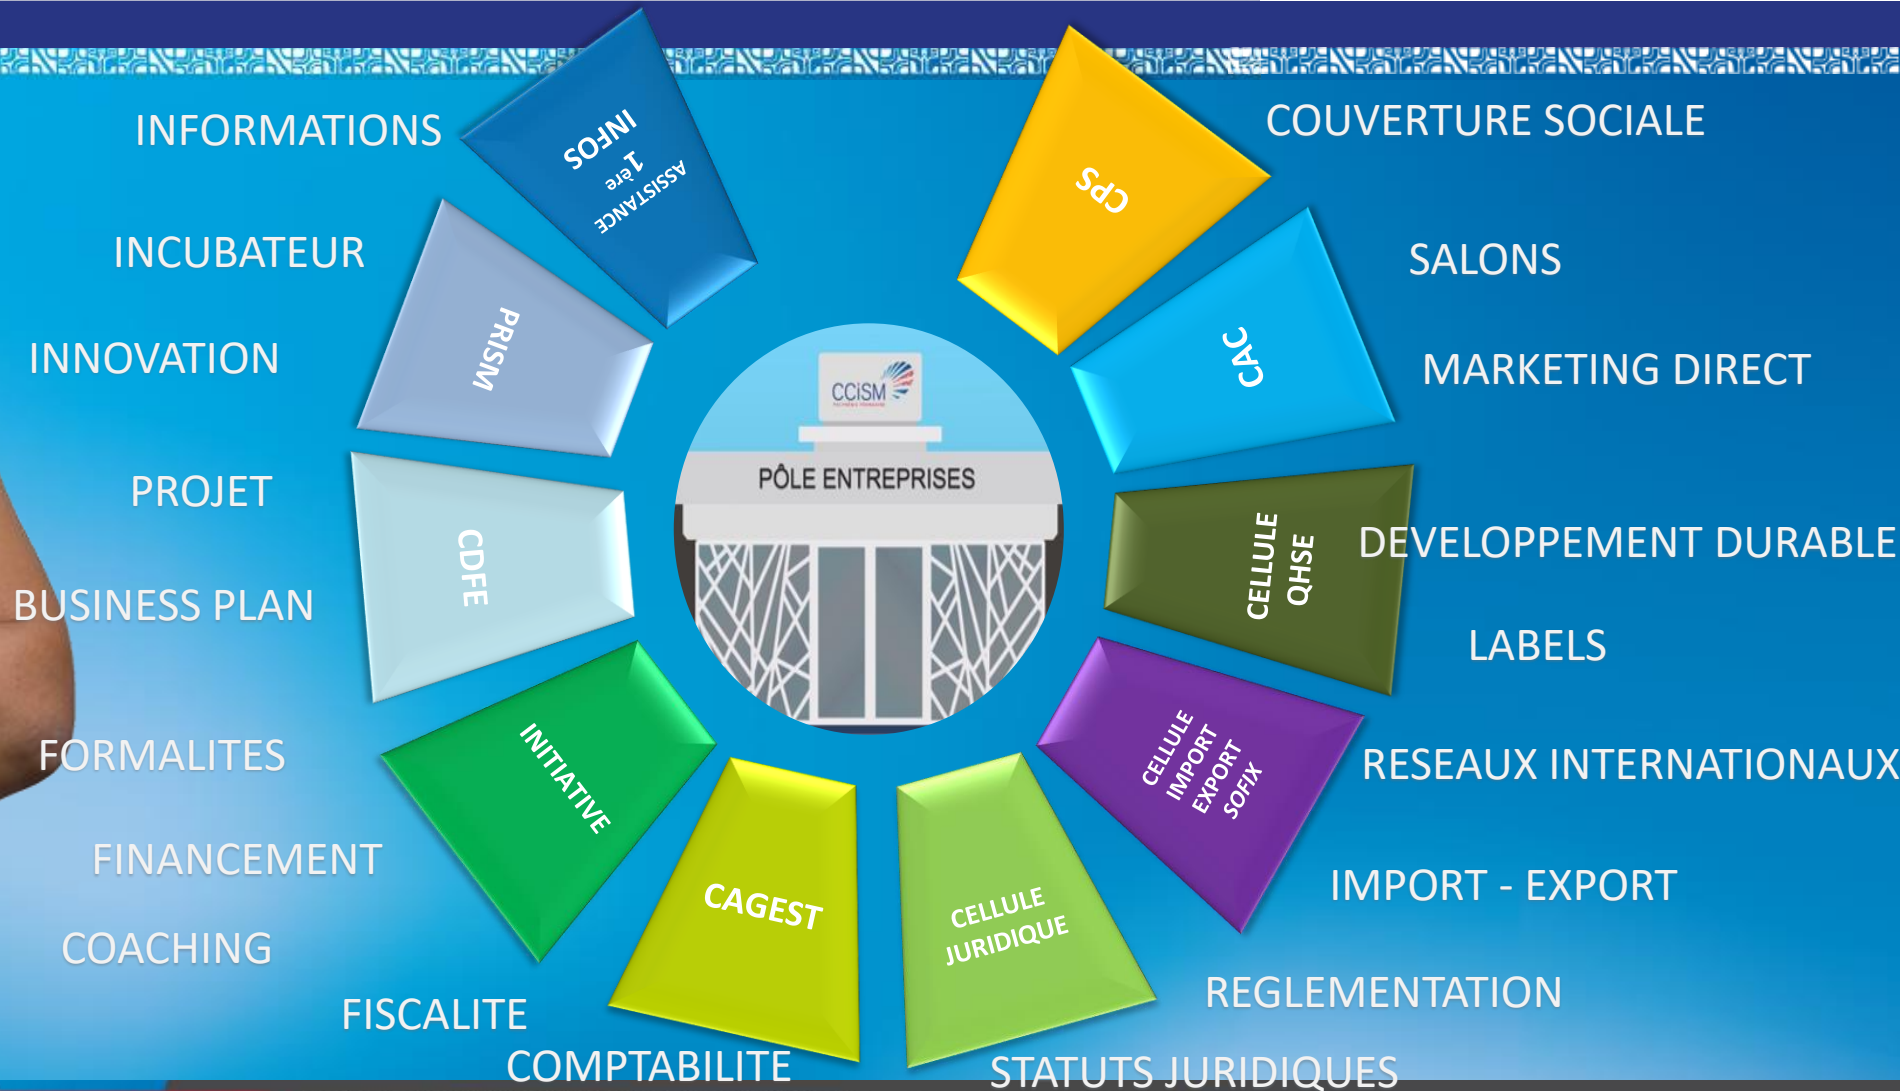 INFORMATIONS
INCUBATEUR
INNOVATION
PROJET
BUSINESS PLAN
FORMALITES
FINANCEMENT
COACHING
FISCALITE
COMPTABILITE
INFOS
1ère
ASSISTANCE
PRISM
CDFE
INITIATIVE
CAGEST
CELLULE
JURIDIQUE
CELLULE
IMPORT
EXPORT
SOFIX
CELLULE
QHSE
CAC
CPS
CCiSM
PÔLE ENTREPRISES
COUVERTURE SOCIALE
SALONS
MARKETING DIRECT
DEVELOPPEMENT DURABLE
LABELS
RESEAUX INTERNATIONAUX
IMPORT - EXPORT
REGLEMENTATION
STATUTS JURIDIQUES